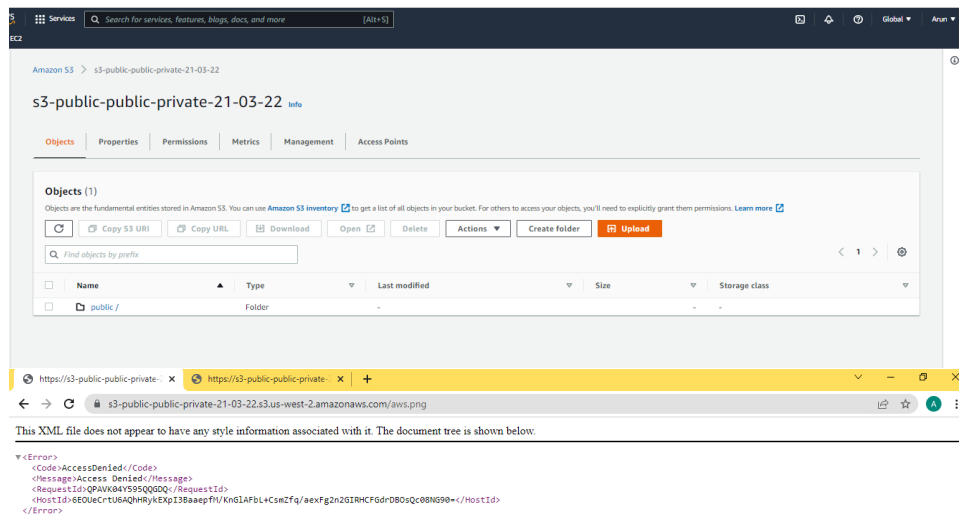 Services Search for services, features, blogs, docs, and more [Alt+S] Global Arun
EC2
Amazon S3 > s3-public-public-private-21-03-22
s3-public-public-private-21-03-22 Info
Objects Properties Permissions Metrics Management Access Points
Objects (1)
Objects are the fundamental entities stored in Amazon S3. You can use Amazon S3 inventory to get a list of all objects in your bucket. For others to access your objects, you'll need to explicitly grant them permissions. Learn more
Copy S3 URI Copy URL Download Open Delete Actions Create folder Upload
Find objects by prefix < 1 >
Name Type Last modified Size Storage class
public / Folder - - -
https://s3-public-public-private- https://s3-public-public-private-
s3-public-public-private-21-03-22.s3.us-west-2.amazonaws.com/aws.png A
This XML file does not appear to have any style information associated with it. The document tree is shown below.
▼<Error>
<Code>AccessDenied</Code>
<Message>Access Denied</Message>
<RequestId>QPAVK04Y595QQGDQ</RequestId>
<HostId>6EOUeCrtU6AQhHRykEXpI3BaaepfM/KnGlAFbL+CsmZfq/aexFg2n2GIRHCFGdrDBOsQc08NG90=</HostId>
</Error>